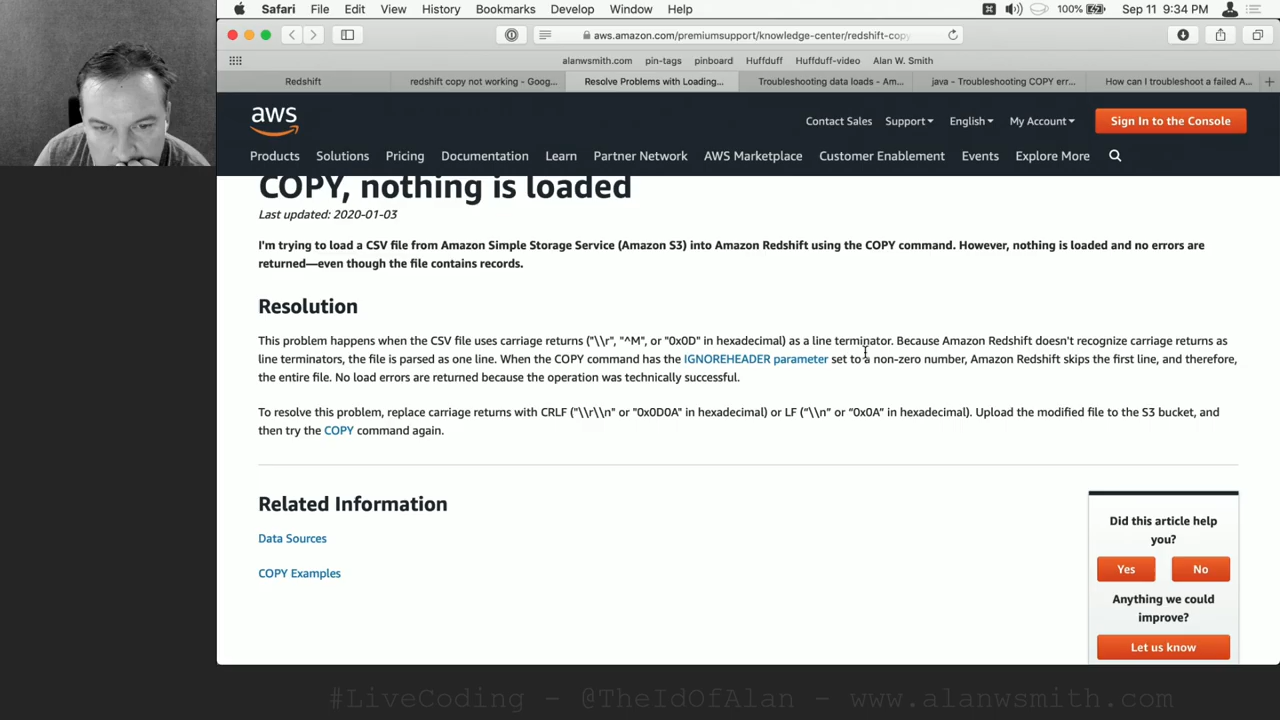 Safari File Edit View History Bookmarks Develop Window Help 100% Sep 11 9:34 PM
aws.amazon.com/premiumsupport/knowledge-center/redshift-copy
alanwsmith.com pin-tags pinboard Huffduff Huffduff-video Alan W. Smith
Redshift redshift copy not working - Goog... Resolve Problems with Loading... Troubleshooting data loads - Am... java - Troubleshooting COPY err... How can I troubleshoot a failed A...
aws
Contact Sales Support English My Account Sign In to the Console
Products Solutions Pricing Documentation Learn Partner Network AWS Marketplace Customer Enablement Events Explore More
COPY, nothing is loaded
Last updated: 2020-01-03
I'm trying to load a CSV file from Amazon Simple Storage Service (Amazon S3) into Amazon Redshift using the COPY command. However, nothing is loaded and no errors are
returned—even though the file contains records.
Resolution
This problem happens when the CSV file uses carriage returns ("\\r", "^M", or "0x0D" in hexadecimal) as a line terminator. Because Amazon Redshift doesn't recognize carriage returns as
line terminators, the file is parsed as one line. When the COPY command has the IGNOREHEADER parameter set to a non-zero number, Amazon Redshift skips the first line, and therefore,
the entire file. No load errors are returned because the operation was technically successful.
To resolve this problem, replace carriage returns with CRLF ("\\r\\n" or "0x0D0A" in hexadecimal) or LF (“\\n” or “0x0A” in hexadecimal). Upload the modified file to the S3 bucket, and
then try the COPY command again.
Related Information
Data Sources
COPY Examples
Did this article help
you?
Yes No
Anything we could
improve?
Let us know
#LiveCoding - @TheIdOfAlan - www.alanwsmith.com